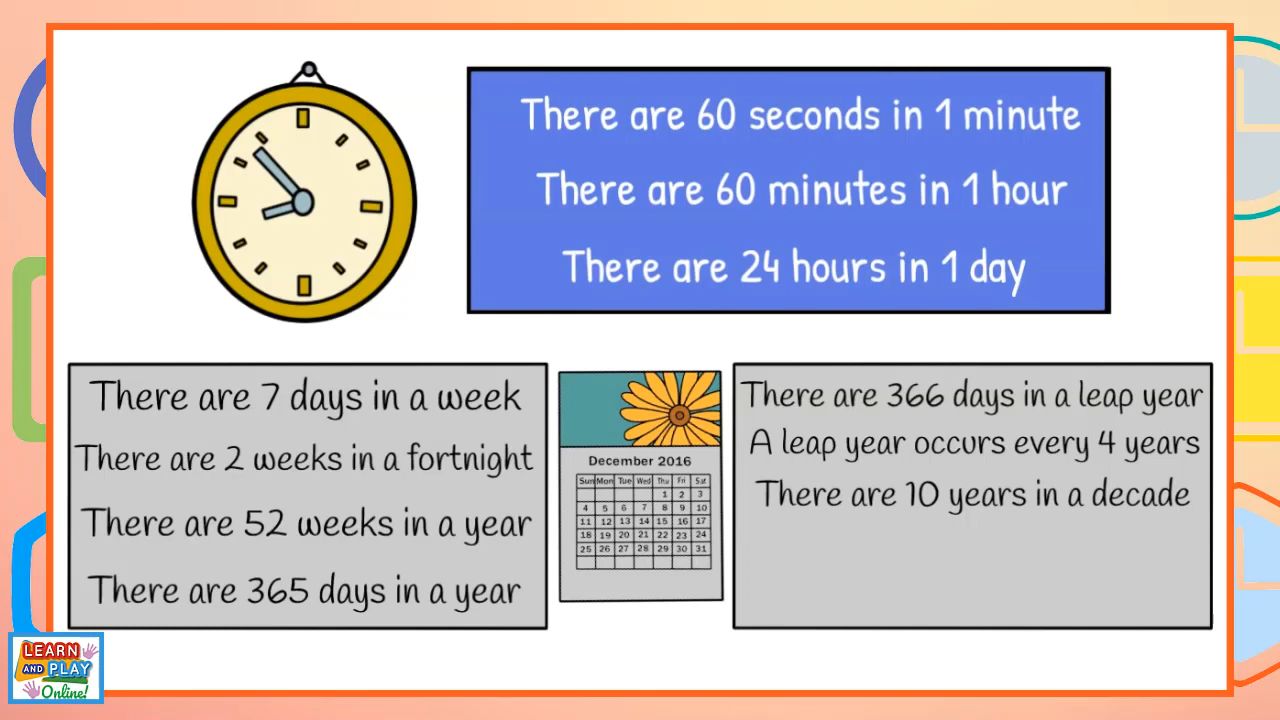 There are 60 seconds in 1 minute
There are 60 minutes in 1 hour
There are 24 hours in 1 day
There are 7 days in a week
There are 2 weeks in a fortnight
There are 52 weeks in a year
There are 365 days in a year
December 2016
Sun Mon Tue Wed Thu Fri Sat
1 2 3
4 5 6 7 8 9 10
11 12 13 14 15 16 17
18 19 20 21 22 23 24
25 26 27 28 29 30 31
There are 366 days in a leap year
A leap year occurs every 4 years
There are 10 years in a decade
LEARN
AND PLAY
Online!